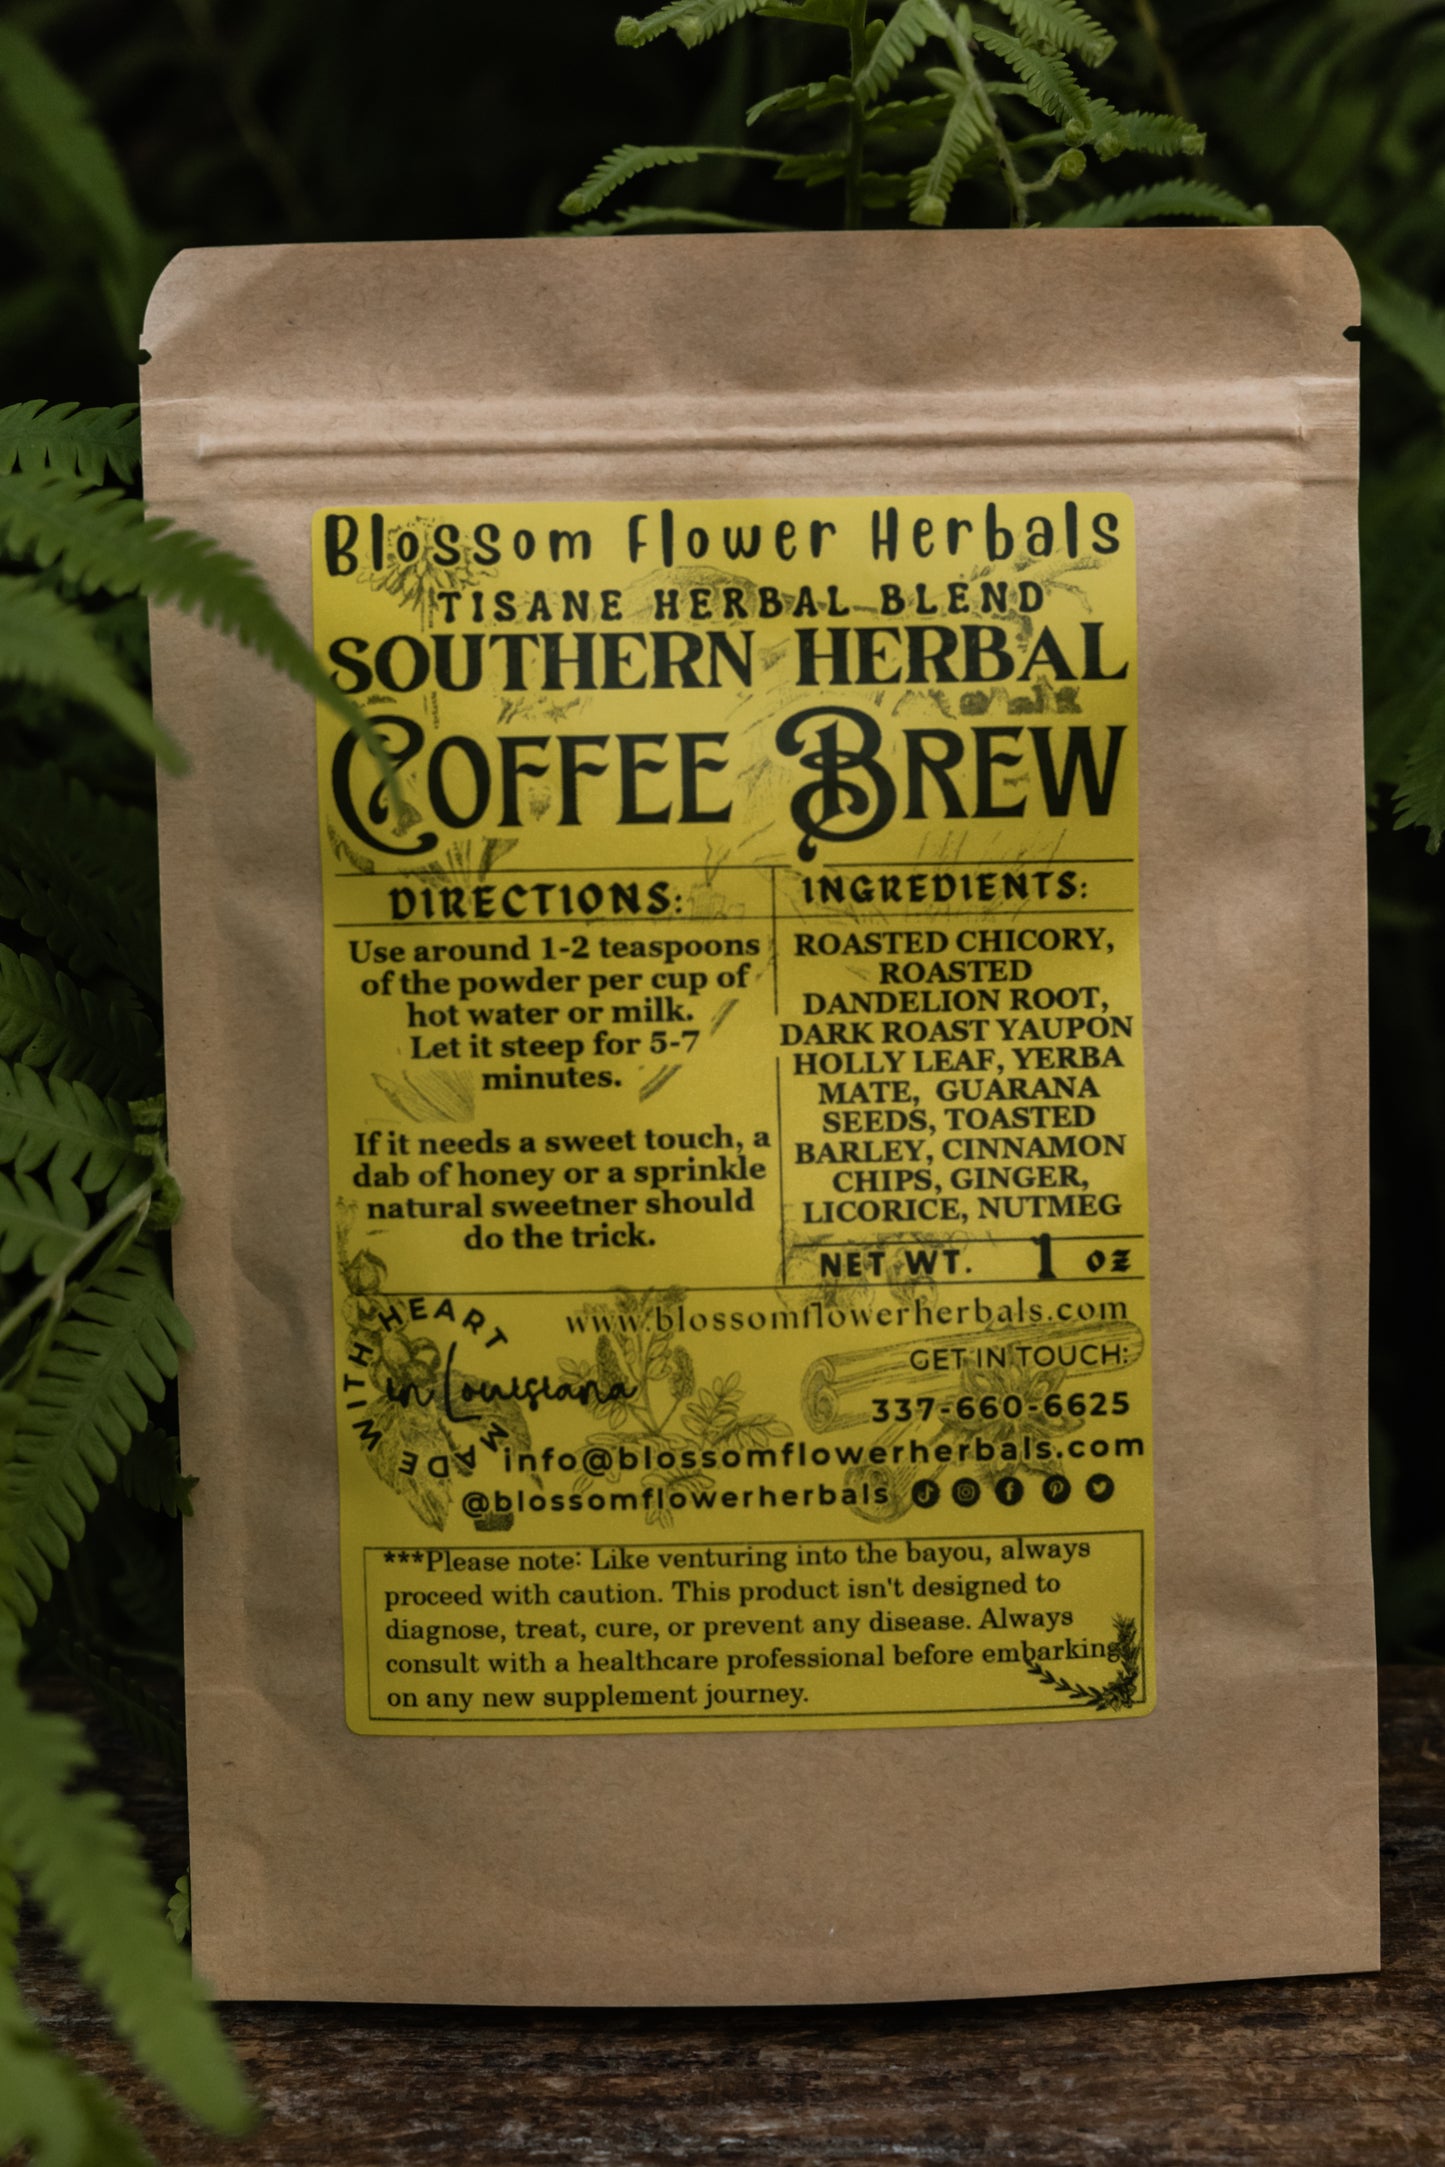 Blossom Flower Herbals
TISANE HERBAL BLEND
SOUTHERN HERBAL
COFFEE BREW
DIRECTIONS:
Use around 1-2 teaspoons
of the powder per cup of
hot water or milk.
Let it steep for 5-7
minutes.
If it needs a sweet touch, a
dab of honey or a sprinkle
natural sweetner should
do the trick.
INGREDIENTS:
ROASTED CHICORY,
ROASTED
DANDELION ROOT,
DARK ROAST YAUPON
HOLLY LEAF, YERBA
MATE, GUARANA
SEEDS, TOASTED
BARLEY, CINNAMON
CHIPS, GINGER,
LICORICE, NUTMEG
NET WT. 1 oz
MADE WITH HEART
in Louisiana
www.blossomflowerherbals.com
GET IN TOUCH:
337-660-6625
info@blossomflowerherbals.com
@blossomflowerherbals
***Please note: Like venturing into the bayou, always
proceed with caution. This product isn't designed to
diagnose, treat, cure, or prevent any disease. Always
consult with a healthcare professional before embarking
on any new supplement journey.